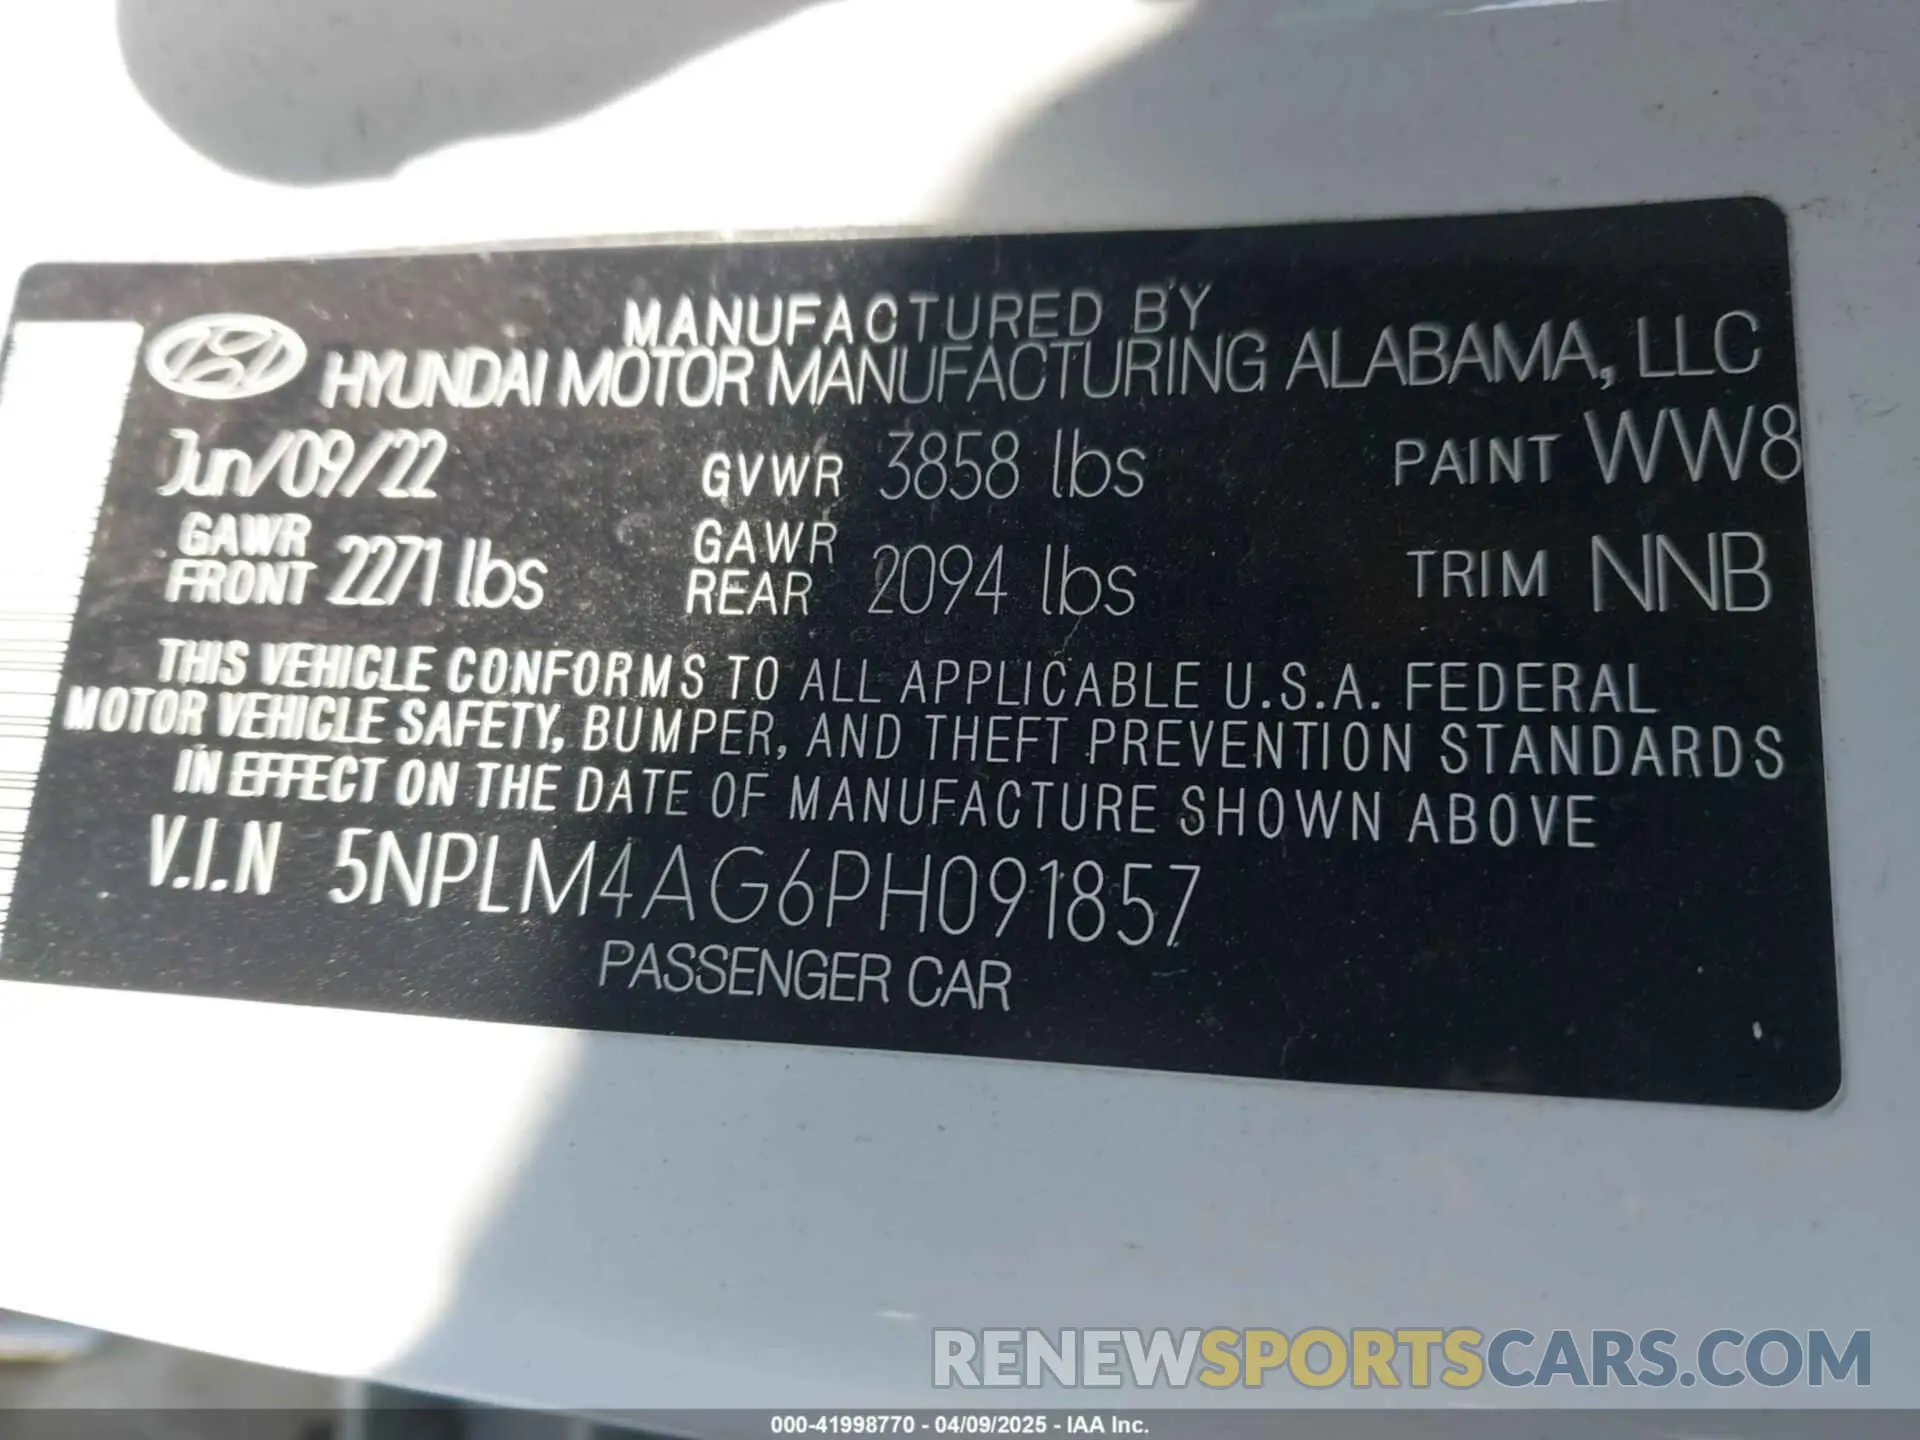 MANUFACTURED BY
HYUNDAI MOTOR MANUFACTURING ALABAMA, LLC
Jun/09/22 GVWR 3858 lbs PAINT WW8
GAWR FRONT 2271 lbs GAWR REAR 2094 lbs TRIM NNB
THIS VEHICLE CONFORMS TO ALL APPLICABLE U.S.A. FEDERAL
MOTOR VEHICLE SAFETY, BUMPER, AND THEFT PREVENTION STANDARDS
IN EFFECT ON THE DATE OF MANUFACTURE SHOWN ABOVE
V.I.N 5NPLM4AG6PH091857
PASSENGER CAR
RENEWSPORTSCARS.COM
000-41998770 - 04/09/2025 - IAA Inc.